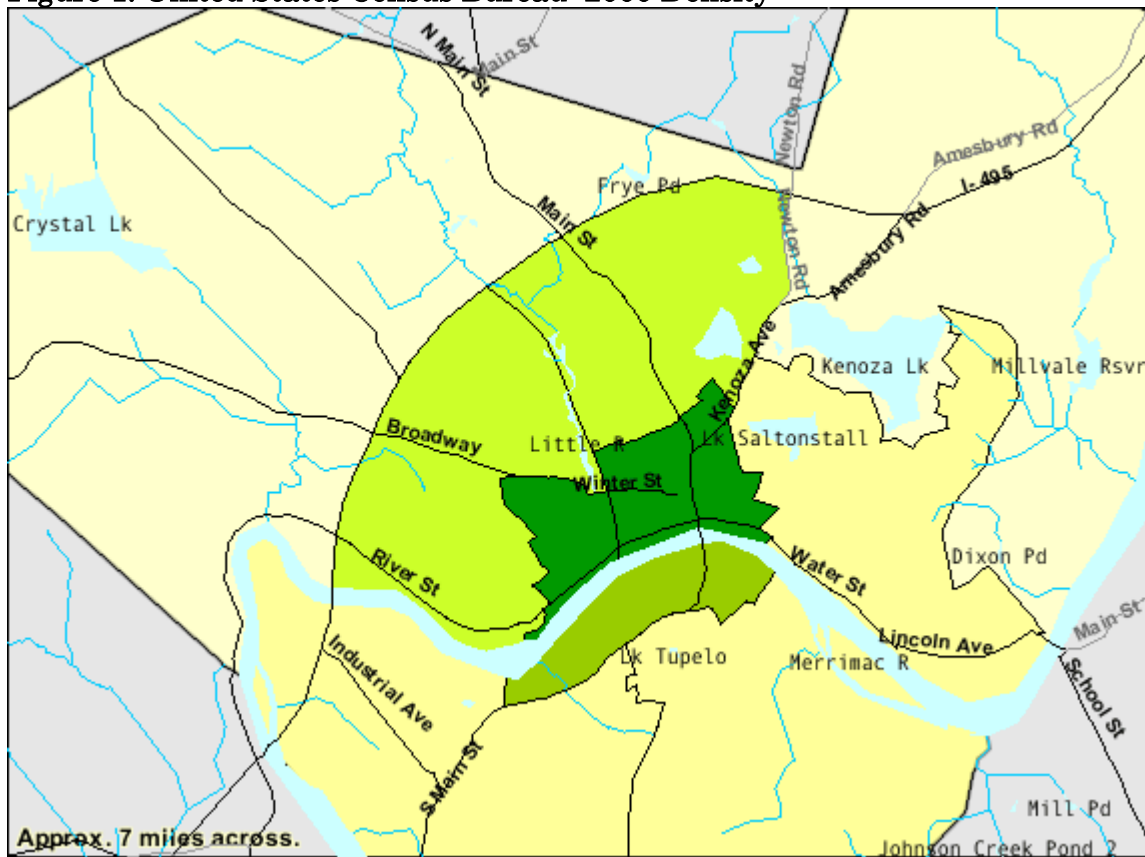 Figure 1. United States Census Bureau 2000 Density
N Main St
Main St
Newton Rd
Amesbury Rd
I-495
Frye Pd
Main St
Newton Rd
Amesbury Rd
Crystal Lk
Kenoza Ave
Kenoza Lk
Millvale Rsvr
Broadway
Little R
Lk Saltonstall
Winter St
River St
Water St
Dixon Pd
Main St
Lincoln Ave
Industrial Ave
Lk Tupelo
Merrimac R
School St
S Main St
Mill Pd
Approx. 7 miles across.
Johnson Creek Pond 2